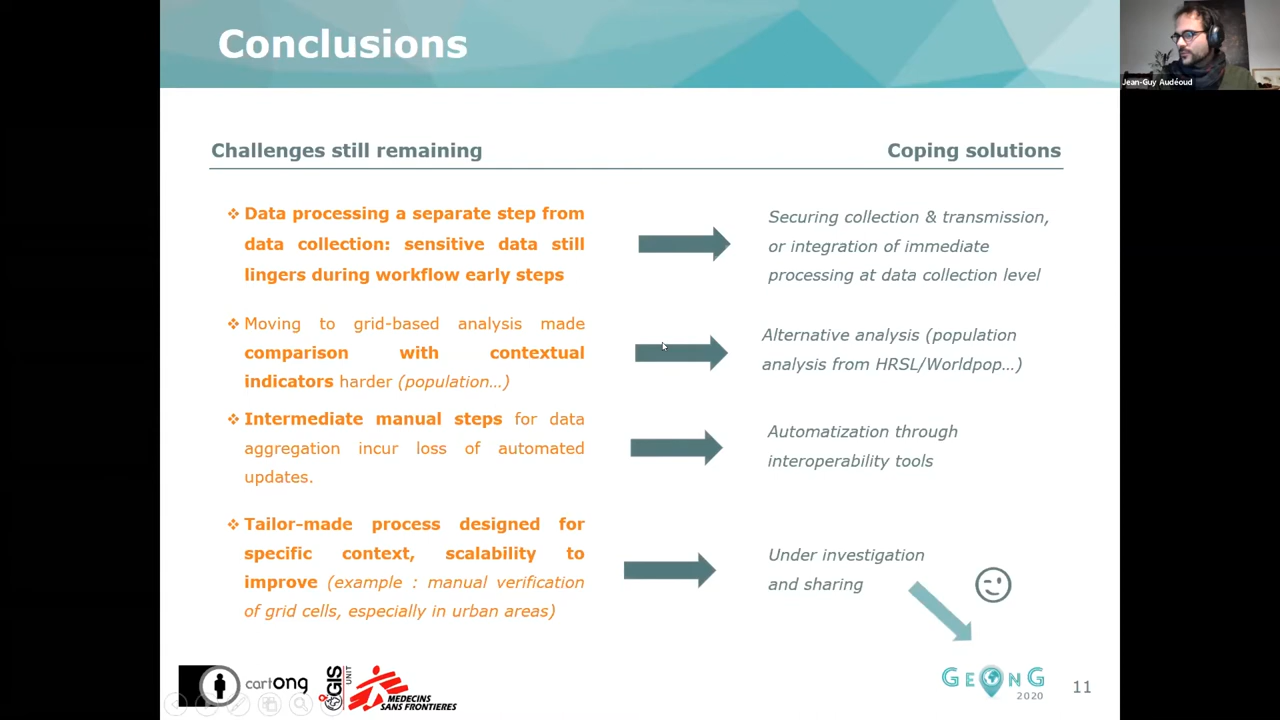 Conclusions
Jean-Guy Audéoud
Challenges still remaining
Coping solutions
❖ Data processing a separate step from
data collection: sensitive data still
lingers during workflow early steps
Securing collection & transmission,
or integration of immediate
processing at data collection level
❖ Moving to grid-based analysis made
comparison with contextual
indicators harder (population…)
Alternative analysis (population
analysis from HRSL/Worldpop…)
❖ Intermediate manual steps for data
aggregation incur loss of automated
updates.
Automatization through
interoperability tools
❖ Tailor-made process designed for
specific context, scalability to
improve (example : manual verification
of grid cells, especially in urban areas)
Under investigation
and sharing
cartONG
GIS
UNIT
MEDECINS
SANS FRONTIERES
GEONG
2020
11